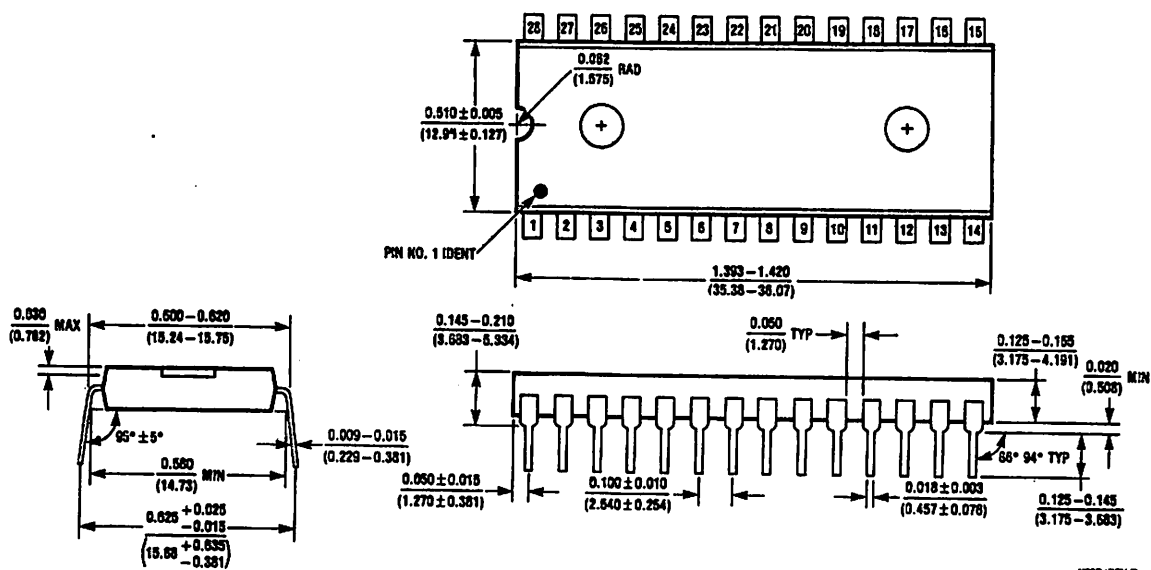 28 27 26 25 24 23 22 21 20 19 18 17 16 15
0.062
(1.575)
RAD
0.510 ± 0.005
(12.95 ± 0.127)
PIN NO. 1 IDENT
1 2 3 4 5 6 7 8 9 10 11 12 13 14
1.393 – 1.420
(35.38 – 36.07)
0.030
(0.762)
MAX
0.600 – 0.620
(15.24 – 15.75)
95° ± 5°
0.009 – 0.015
(0.229 – 0.381)
0.580
(14.73)
MIN
0.625 +0.025
−0.015
(15.88 +0.635
−0.381)
0.145 – 0.210
(3.683 – 5.334)
0.050
(1.270)
TYP
0.125 – 0.165
(3.175 – 4.191)
0.020
(0.508)
MIN
0.050 ± 0.015
(1.270 ± 0.381)
0.100 ± 0.010
(2.540 ± 0.254)
0.018 ± 0.003
(0.457 ± 0.076)
86° 94° TYP
0.125 – 0.145
(3.175 – 3.683)